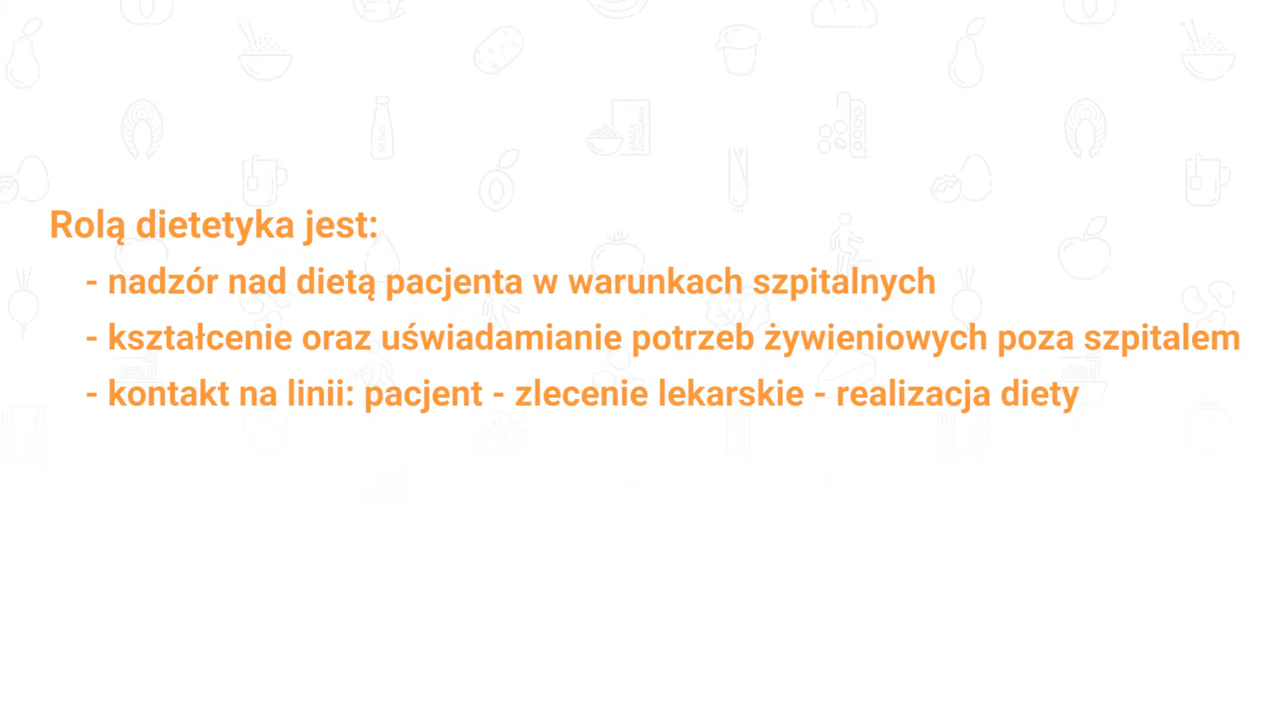 Rolą dietetyka jest:
- nadzór nad dietą pacjenta w warunkach szpitalnych
- kształcenie oraz uświadamianie potrzeb żywieniowych poza szpitalem
- kontakt na linii: pacjent - zlecenie lekarskie - realizacja diety